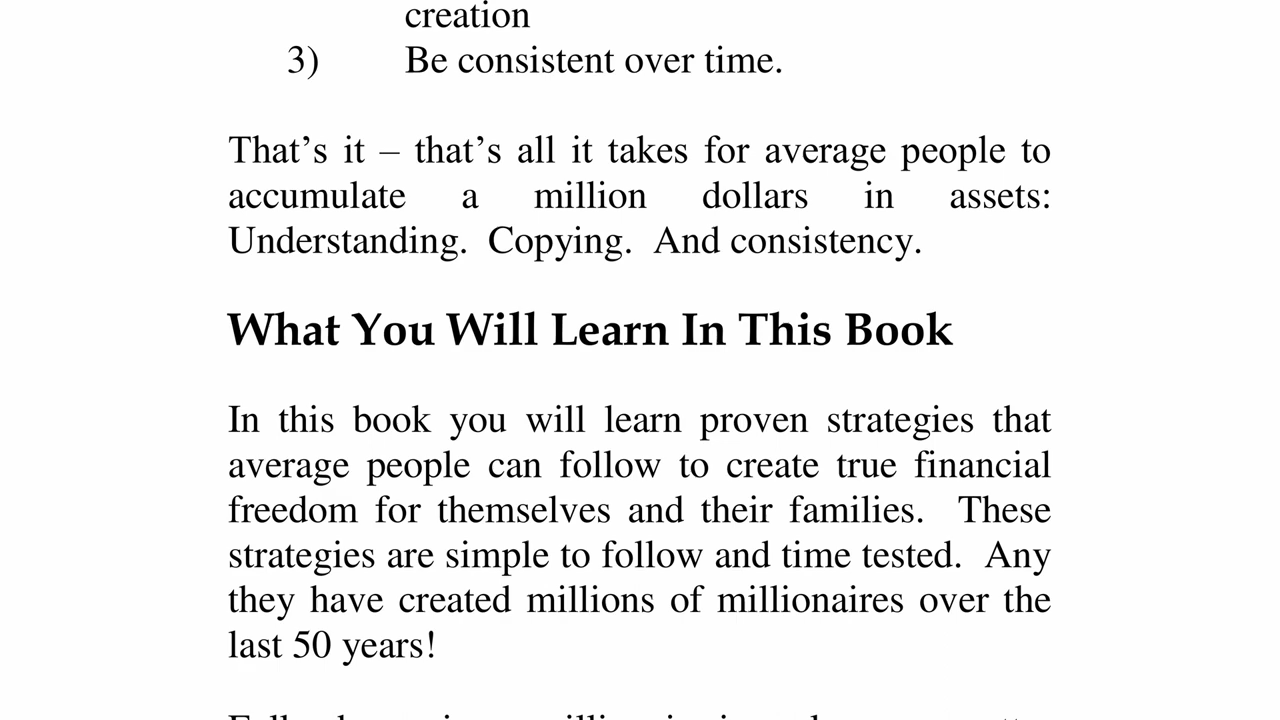 creation
3) Be consistent over time.
That’s it – that’s all it takes for average people to
accumulate a million dollars in assets:
Understanding. Copying. And consistency.
What You Will Learn In This Book
In this book you will learn proven strategies that
average people can follow to create true financial
freedom for themselves and their families. These
strategies are simple to follow and time tested. Any
they have created millions of millionaires over the
last 50 years!